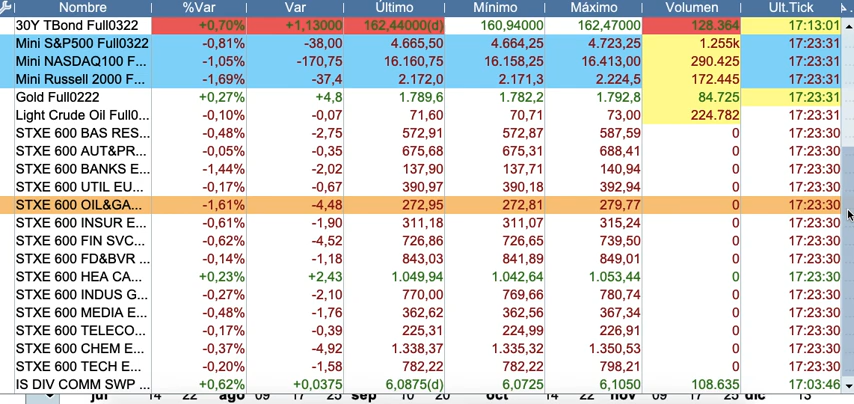 Nombre %Var Var Último Mínimo Máximo Volumen Ult.Tick
30Y TBond Full0322 +0,70% +1,13000 162,44000(d) 160,94000 162,47000 128.364 17:13:01
Mini S&P500 Full0322 -0,81% -38,00 4.665,50 4.664,25 4.723,25 1.255k 17:23:31
Mini NASDAQ100 F... -1,05% -170,75 16.160,75 16.158,25 16.413,00 290.425 17:23:31
Mini Russell 2000 F... -1,69% -37,4 2.172,0 2.171,3 2.224,5 172.445 17:23:31
Gold Full0222 +0,27% +4,8 1.789,6 1.782,2 1.792,8 84.725 17:23:31
Light Crude Oil Full0... -0,10% -0,07 71,60 70,71 73,00 224.782 17:23:31
STXE 600 BAS RES... -0,48% -2,75 572,91 572,87 587,59 0 17:23:30
STXE 600 AUT&PR... -0,05% -0,35 675,68 675,31 688,41 0 17:23:30
STXE 600 BANKS E... -1,44% -2,02 137,90 137,90 140,94 0 17:23:30
STXE 600 UTIL EU... -0,17% -0,67 390,97 390,18 392,94 0 17:23:30
STXE 600 OIL&GA... -1,61% -4,48 272,95 272,81 279,77 0 17:23:30
STXE 600 INSUR E... -0,61% -1,90 311,18 311,07 315,24 0 17:23:30
STXE 600 FIN SVC... -0,62% -4,52 726,86 726,65 739,50 0 17:23:30
STXE 600 FD&BVR ... -0,14% -1,18 843,03 841,89 849,01 0 17:23:30
STXE 600 HEA CA... +0,23% +2,43 1.049,94 1.042,64 1.053,44 0 17:23:30
STXE 600 INDUS G... -0,27% -2,10 770,00 769,66 780,74 0 17:23:30
STXE 600 MEDIA E... -0,48% -1,76 362,62 362,56 367,34 0 17:23:30
STXE 600 TELECO... -0,17% -0,39 225,31 224,99 226,91 0 17:23:30
STXE 600 CHEM E... -0,37% -4,92 1.338,37 1.335,32 1.350,53 0 17:23:30
STXE 600 TECH E... -0,20% -1,58 782,22 782,22 798,21 0 17:23:30
IS DIV COMM SWP ... +0,62% +0,0375 6,0875(d) 6,0725 6,1050 108.635 17:03:46
jul 14 22 ago 09 17 25 sep 10 20 oct 14 22 nov 09 17 25 dic 13